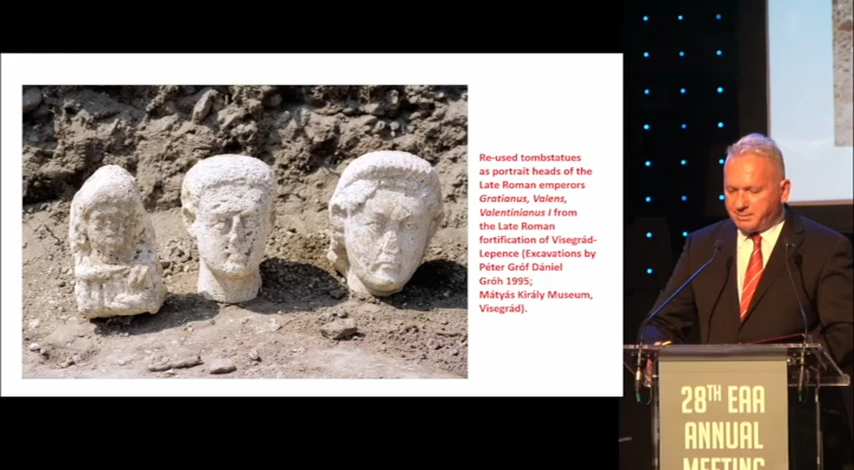 Re-used tombstatues
as portrait heads of the
Late Roman emperors
Gratianus, Valens,
Valentinianus I from
the Late Roman
fortification of Visegrád-
Lepence (Excavations by
Péter Gróf Dániel
Gróh 1995;
Mátyás Király Museum,
Visegrád).
28TH EAA
ANNUAL
MEETING